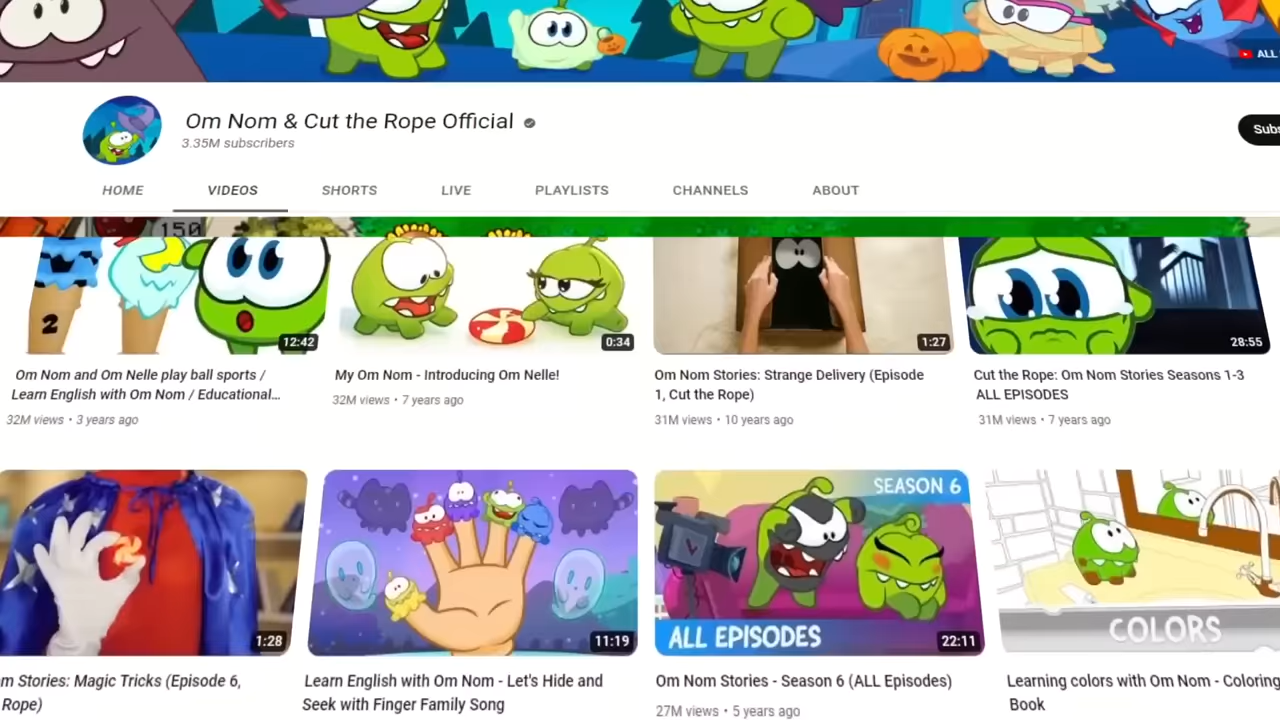 ALL
Om Nom & Cut the Rope Official
3.35M subscribers
Subs
HOME
VIDEOS
SHORTS
LIVE
PLAYLISTS
CHANNELS
ABOUT
150
2
12:42
0:34
1:27
28:55
Om Nom and Om Nelle play ball sports /
Learn English with Om Nom / Educational...
32M views • 3 years ago
My Om Nom - Introducing Om Nelle!
32M views • 7 years ago
Om Nom Stories: Strange Delivery (Episode
1, Cut the Rope)
31M views • 10 years ago
Cut the Rope: Om Nom Stories Seasons 1-3
ALL EPISODES
31M views • 7 years ago
1:28
11:19
SEASON 6
ALL EPISODES
22:11
COLORS
m Stories: Magic Tricks (Episode 6,
Rope)
Learn English with Om Nom - Let's Hide and
Seek with Finger Family Song
Om Nom Stories - Season 6 (ALL Episodes)
27M views • 5 years ago
Learning colors with Om Nom - Coloring
Book